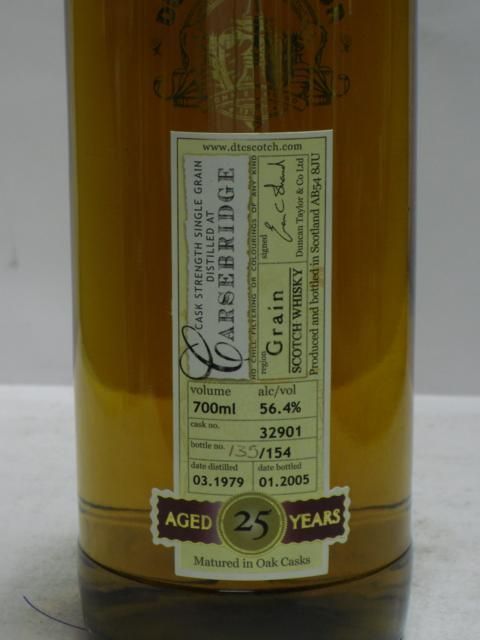 www.dtcscotch.com
CASK STRENGTH SINGLE GRAIN
DISTILLED AT
CARSEBRIDGE
NO CHILL FILTERING OR COLOURINGS OF ANY KIND
region
Grain
signed
SCOTCH WHISKY
Duncan Taylor & Co Ltd
Produced and bottled in Scotland AB54 8JU
volume alc/vol
700ml 56.4%
cask no.
32901
bottle no. 135/154
date distilled date bottled
03.1979 01.2005
AGED 25 YEARS
Matured in Oak Casks